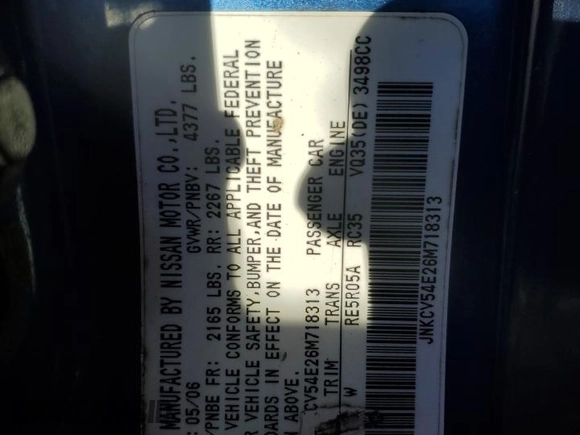 MANUFACTURED BY NISSAN MOTOR CO.,LTD.
: 05/06 GVWR/PNBV: 4377 LBS.
/PNBE FR: 2165 LBS. RR: 2267 LBS.
VEHICLE CONFORMS TO ALL APPLICABLE FEDERAL
R VEHICLE SAFETY,BUMPER,AND THEFT PREVENTION
DARDS IN EFFECT ON THE DATE OF MANUFACTURE
N ABOVE.
CV54E26M718313 PASSENGER CAR
TRIM TRANS AXLE ENGINE
W RE5R05A RC35 VQ35(DE) 3498CC
JNKCV54E26M718313